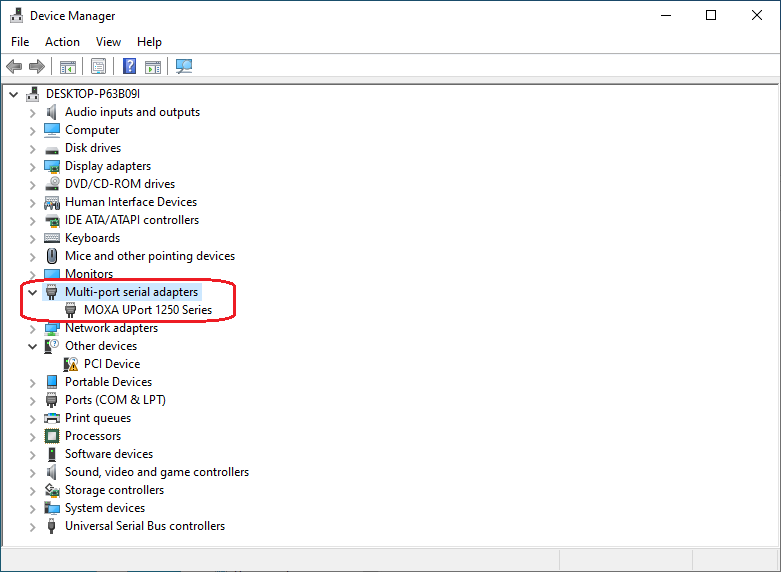 Device Manager
File Action View Help
DESKTOP-P63B09I
Audio inputs and outputs
Computer
Disk drives
Display adapters
DVD/CD-ROM drives
Human Interface Devices
IDE ATA/ATAPI controllers
Keyboards
Mice and other pointing devices
Monitors
Multi-port serial adapters
MOXA UPort 1250 Series
Network adapters
Other devices
PCI Device
Portable Devices
Ports (COM & LPT)
Print queues
Processors
Software devices
Sound, video and game controllers
Storage controllers
System devices
Universal Serial Bus controllers